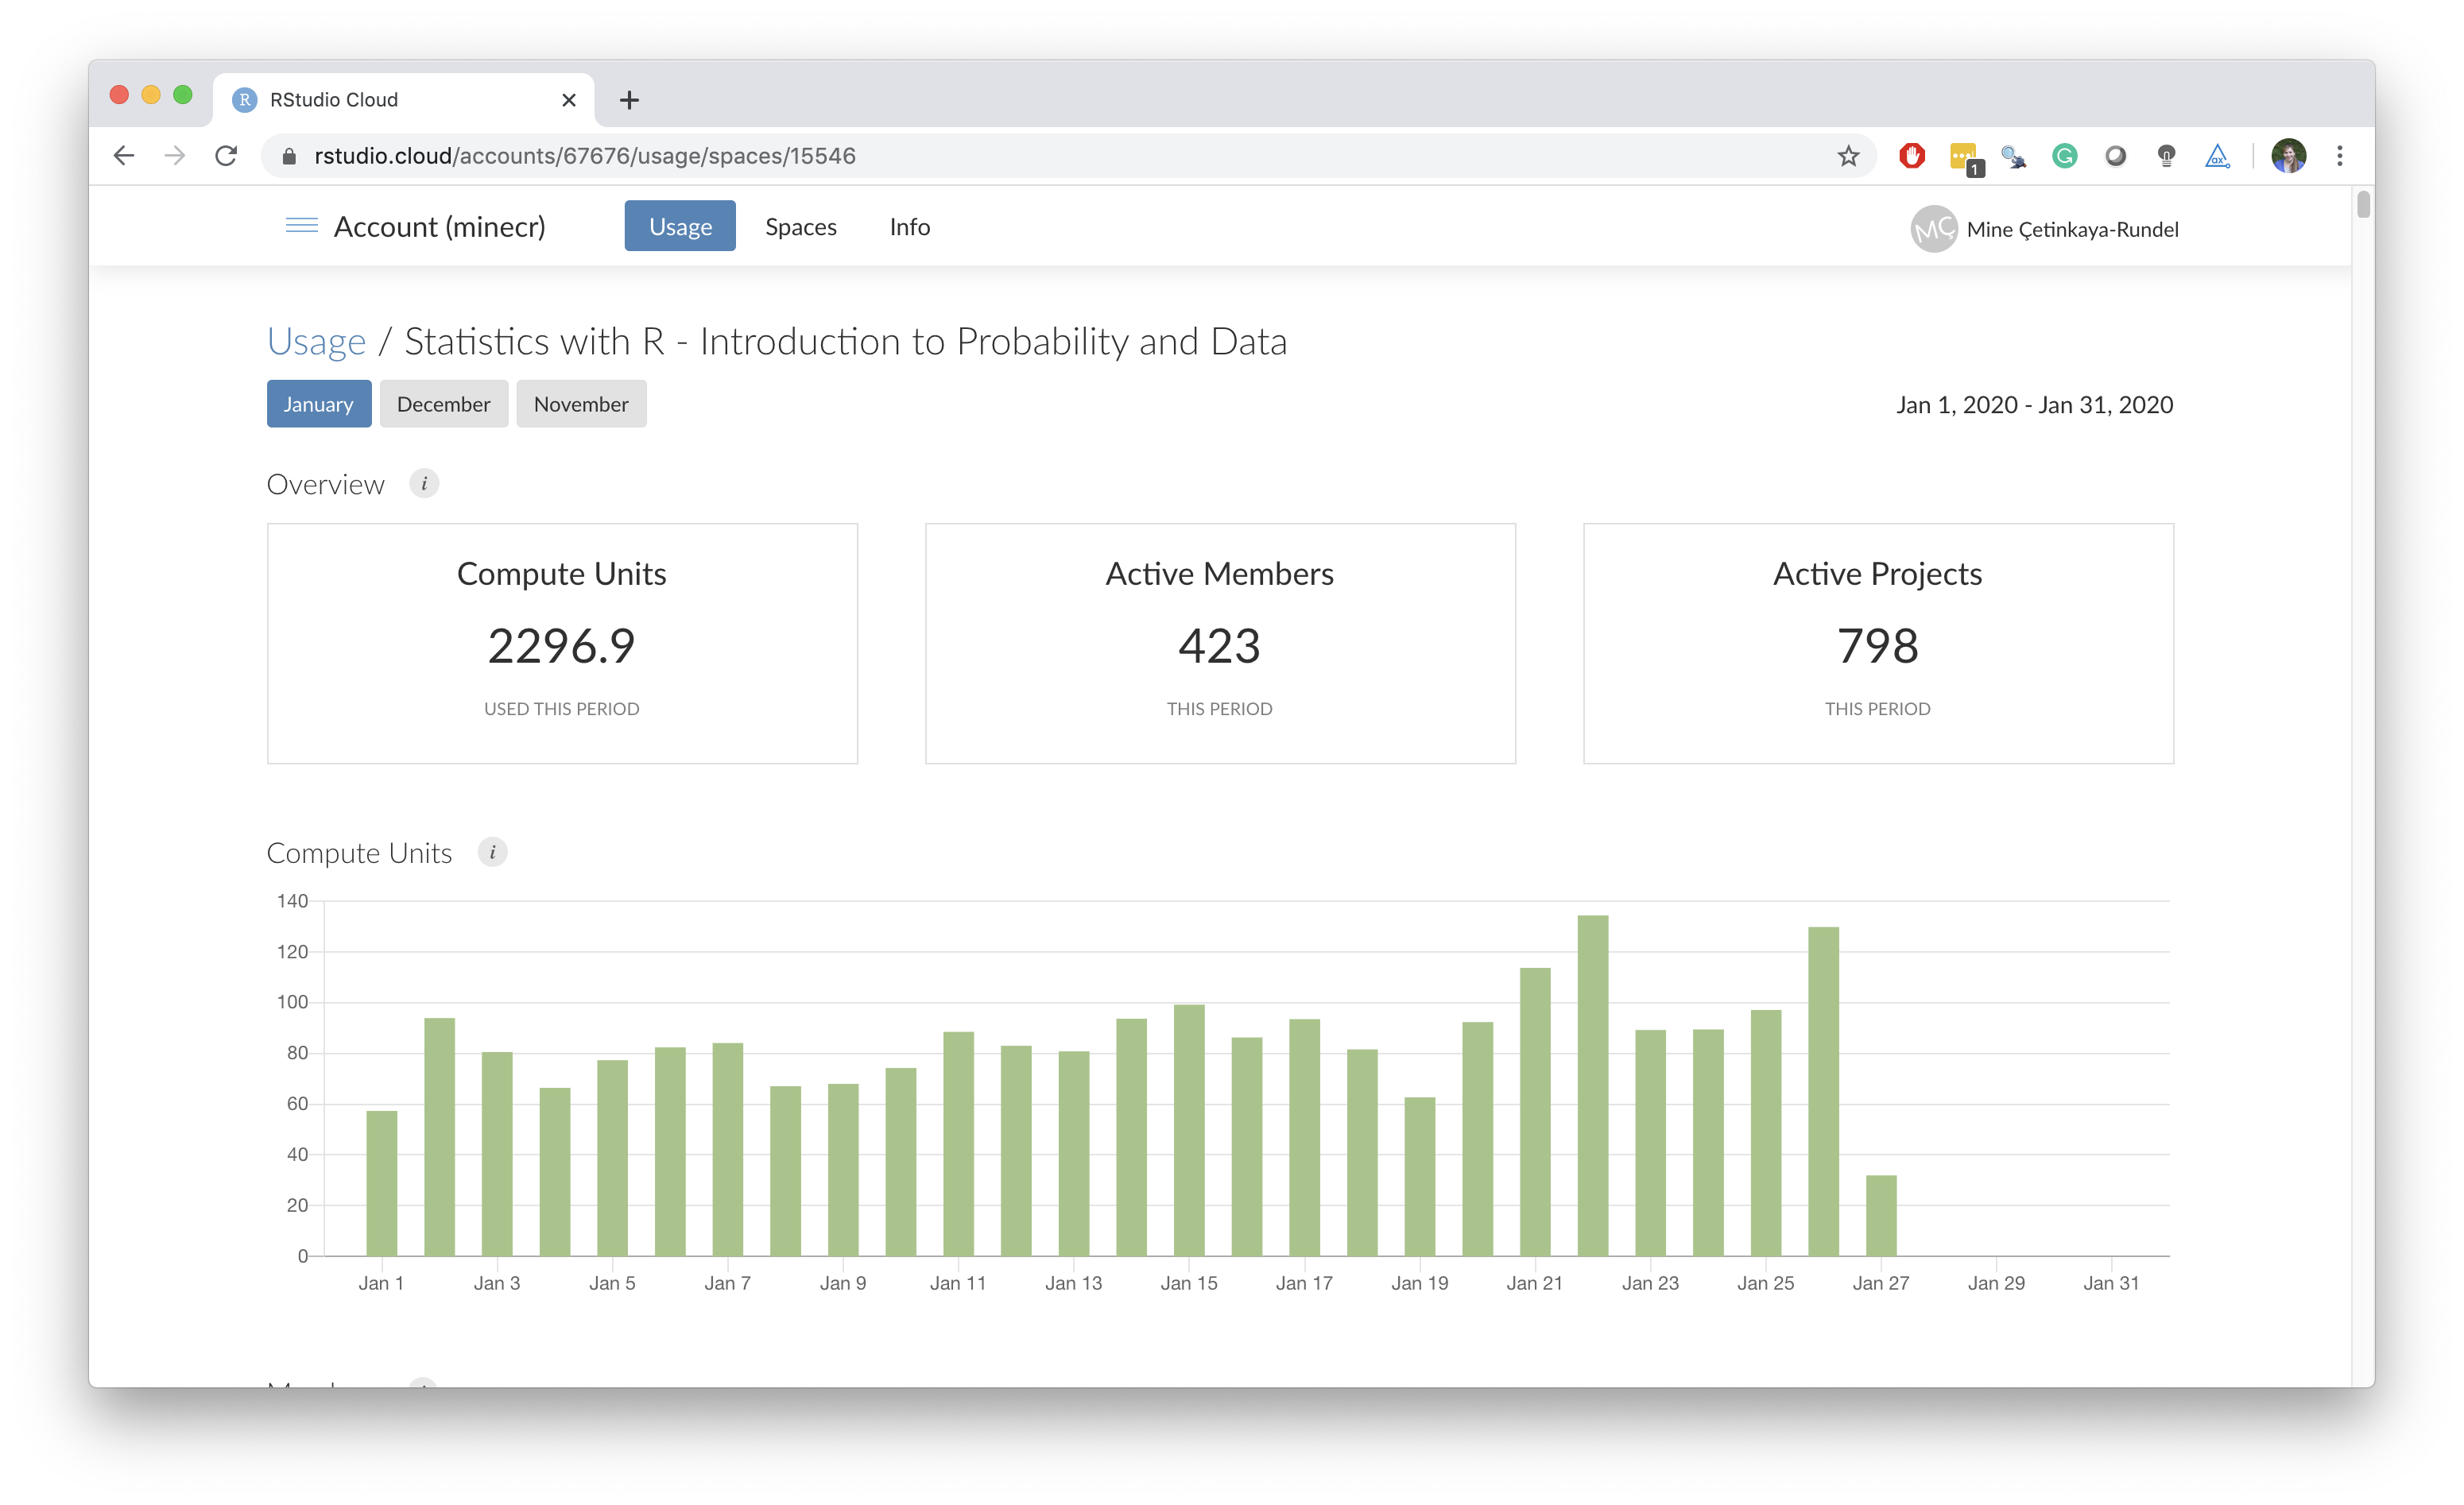 RStudio Cloud
rstudio.cloud/accounts/67676/usage/spaces/15546
1
Account (minecr)
Usage
Spaces
Info
MÇ
Mine Çetinkaya-Rundel
Usage / Statistics with R - Introduction to Probability and Data
January
December
November
Jan 1, 2020 - Jan 31, 2020
Overview i
Compute Units
2296.9
USED THIS PERIOD
Active Members
423
THIS PERIOD
Active Projects
798
THIS PERIOD
Compute Units i
140
120
100
80
60
40
20
0
Jan 1 Jan 3 Jan 5 Jan 7 Jan 9 Jan 11 Jan 13 Jan 15 Jan 17 Jan 19 Jan 21 Jan 23 Jan 25 Jan 27 Jan 29 Jan 31